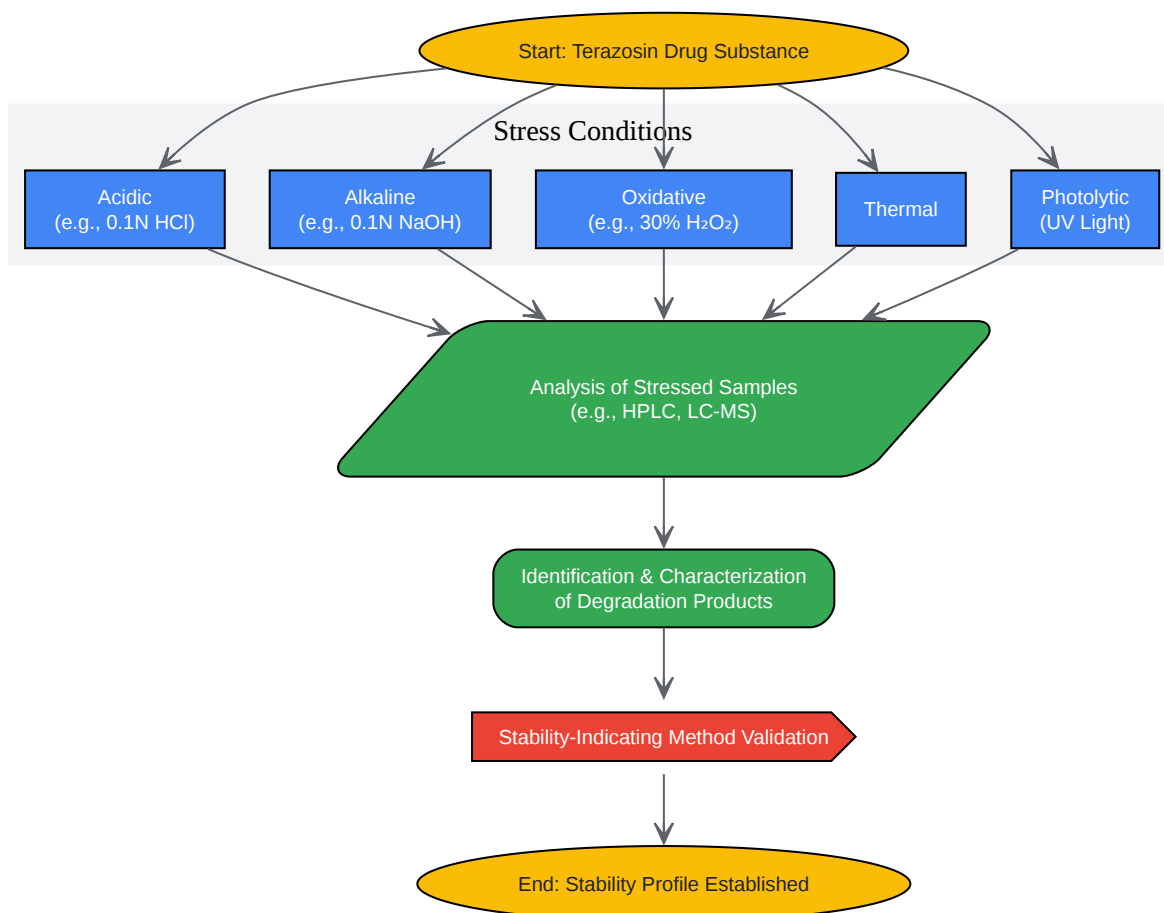 Start: Terazosin Drug Substance
Stress Conditions
Acidic
(e.g., 0.1N HCl)
Alkaline
(e.g., 0.1N NaOH)
Oxidative
(e.g., 30% H₂O₂)
Thermal
Photolytic
(UV Light)
Analysis of Stressed Samples
(e.g., HPLC, LC-MS)
Identification & Characterization
of Degradation Products
Stability-Indicating Method Validation
End: Stability Profile Established